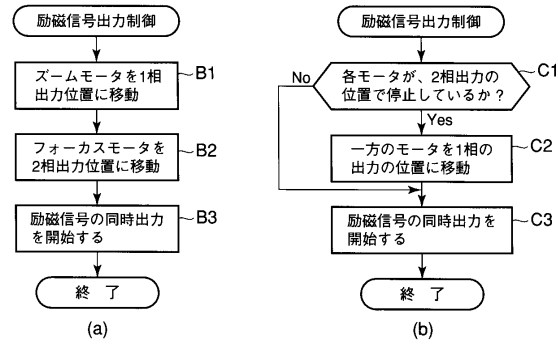 励磁信号出力制御
ズームモータを1相
出力位置に移動
B1
フォーカスモータを
2相出力位置に移動
B2
励磁信号の同時出力
を開始する
B3
終 了
(a)
励磁信号出力制御
各モータが、2相出力の
位置で停止しているか?
C1
No
Yes
一方のモータを1相の
出力の位置に移動
C2
励磁信号の同時出力を
開始する
C3
終 了
(b)